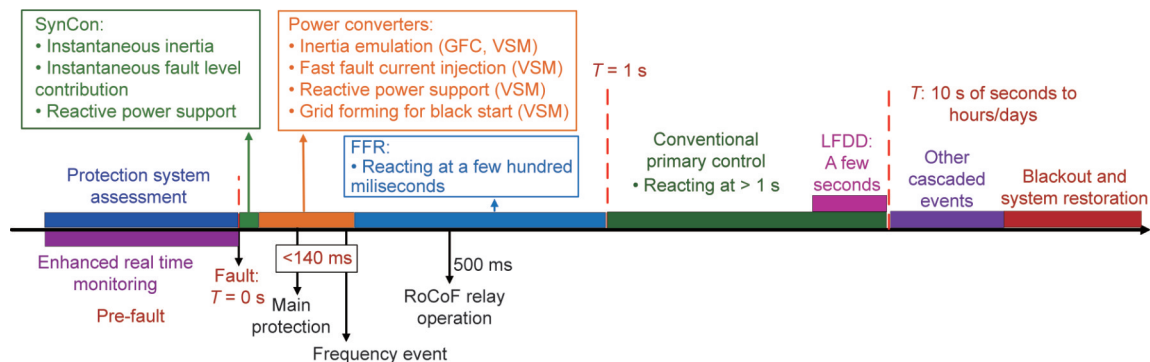 SynCon:
• Instantaneous inertia
• Instantaneous fault level
contribution
• Reactive power support
Power converters:
• Inertia emulation (GFC, VSM)
• Fast fault current injection (VSM)
• Reactive power support (VSM)
• Grid forming for black start (VSM)
FFR:
• Reacting at a few hundred
miliseconds
T = 1 s
T: 10 s of seconds to
hours/days
Protection system
assessment
Conventional
primary control
• Reacting at > 1 s
LFDD:
A few
seconds
Other
cascaded
events
Blackout and
system restoration
Enhanced real time
monitoring
Pre-fault
Fault:
T = 0 s
<140 ms
Main
protection
Frequency event
500 ms
RoCoF relay
operation